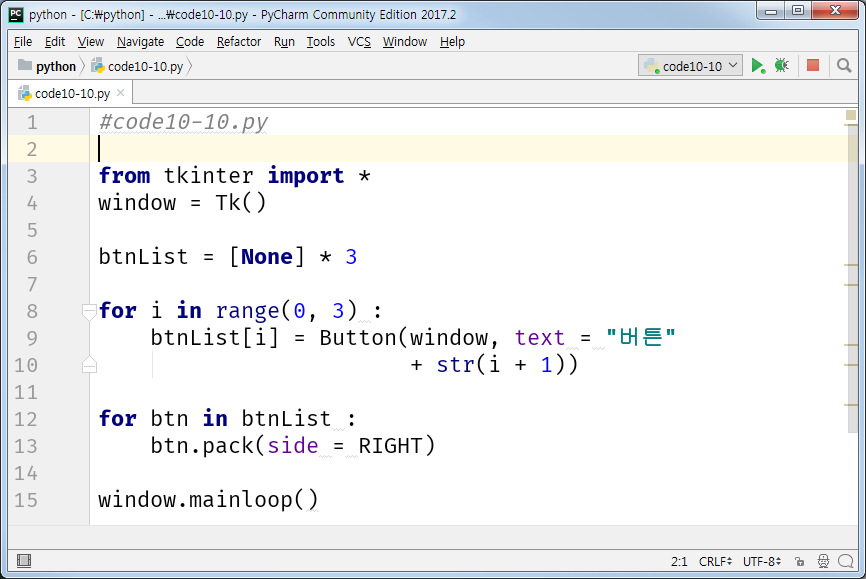 PC python - [C:₩python] - ...₩code10-10.py - PyCharm Community Edition 2017.2
File Edit View Navigate Code Refactor Run Tools VCS Window Help
python code10-10.py code10-10
code10-10.py
1 #code10-10.py
2
3 from tkinter import *
4 window = Tk()
5
6 btnList = [None] * 3
7
8 for i in range(0, 3) :
9     btnList[i] = Button(window, text = "버튼"
10                         + str(i + 1))
11
12 for btn in btnList :
13     btn.pack(side = RIGHT)
14
15 window.mainloop()
2:1 CRLF UTF-8